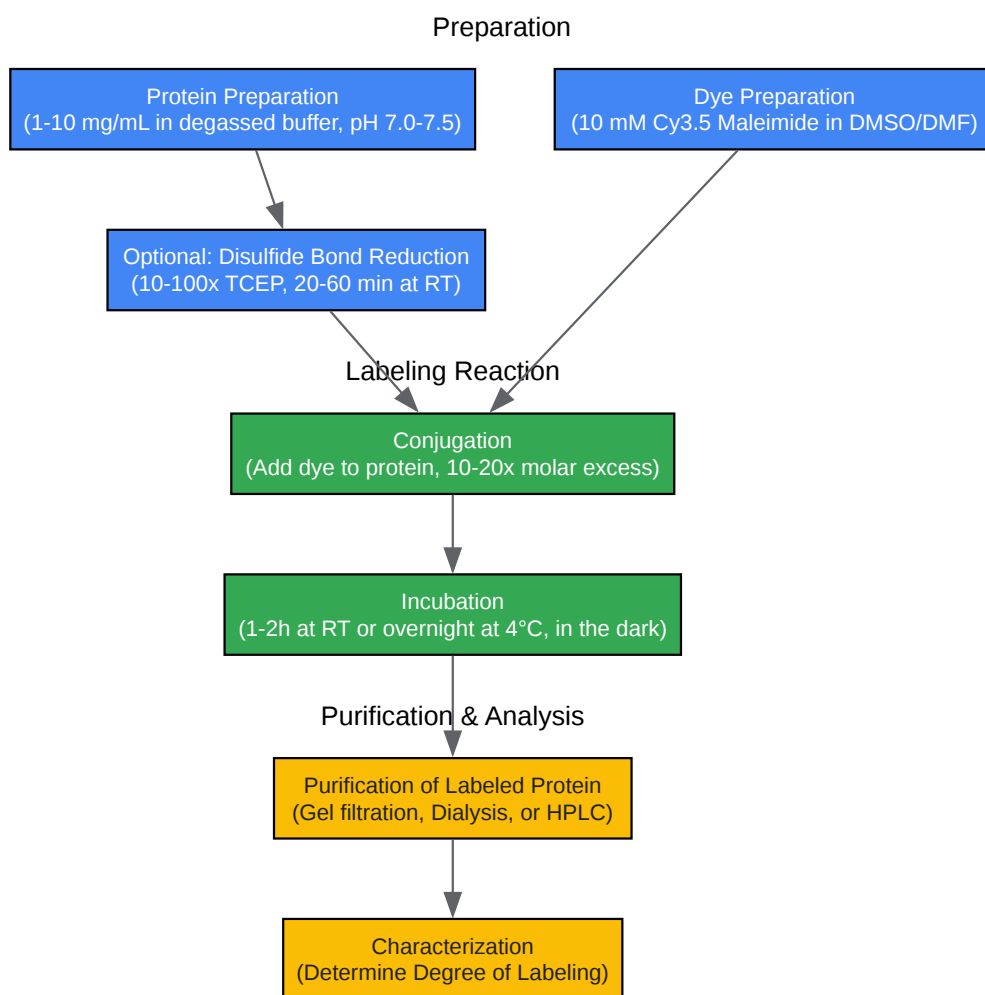 Preparation
Protein Preparation
(1-10 mg/mL in degassed buffer, pH 7.0-7.5)
Dye Preparation
(10 mM Cy3.5 Maleimide in DMSO/DMF)
Optional: Disulfide Bond Reduction
(10-100x TCEP, 20-60 min at RT)
Labeling Reaction
Conjugation
(Add dye to protein, 10-20x molar excess)
Incubation
(1-2h at RT or overnight at 4°C, in the dark)
Purification & Analysis
Purification of Labeled Protein
(Gel filtration, Dialysis, or HPLC)
Characterization
(Determine Degree of Labeling)